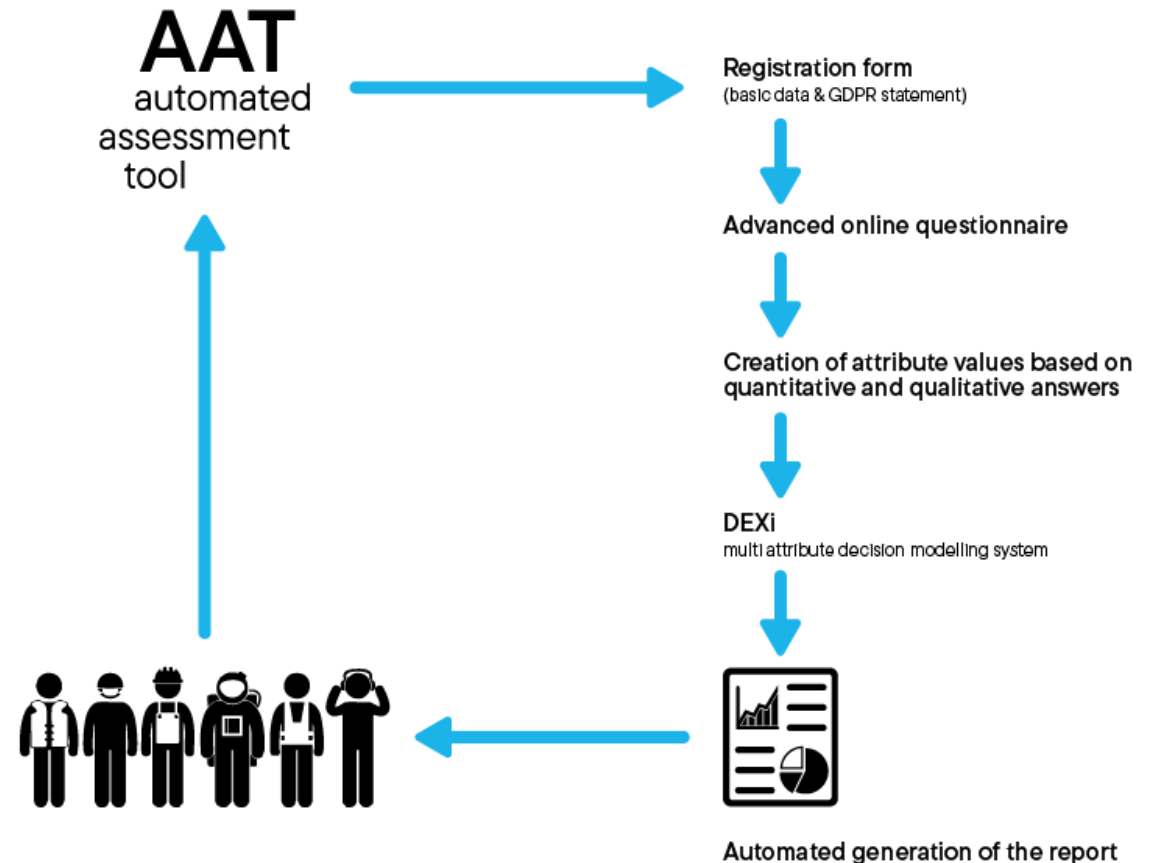 AAT
automated
assessment
tool
Registration form
(basic data & GDPR statement)
Advanced online questionnaire
Creation of attribute values based on
quantitative and qualitative answers
DEXi
multi attribute decision modelling system
Automated generation of the report